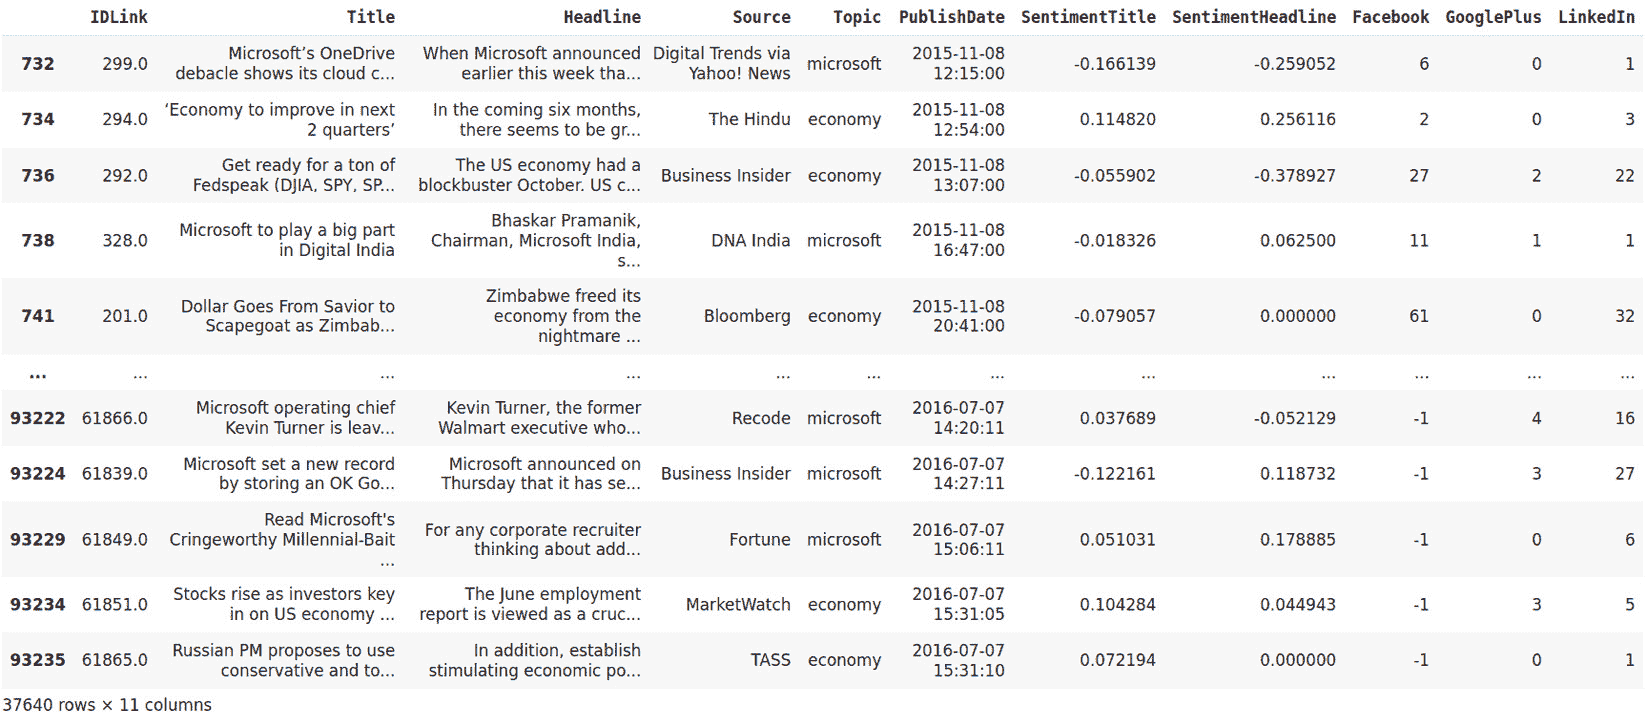 IDLink Title Headline Source Topic PublishDate SentimentTitle SentimentHeadline Facebook GooglePlus LinkedIn
732 299.0 Microsoft’s OneDrive debacle shows its cloud c... When Microsoft announced earlier this week tha... Digital Trends via Yahoo! News microsoft 2015-11-08 12:15:00 -0.166139 -0.259052 6 0 1
734 294.0 ‘Economy to improve in next 2 quarters’ In the coming six months, there seems to be gr... The Hindu economy 2015-11-08 12:54:00 0.114820 0.256116 2 0 3
736 292.0 Get ready for a ton of Fedspeak (DJIA, SPY, SP... The US economy had a blockbuster October. US c... Business Insider economy 2015-11-08 13:07:00 -0.055902 -0.378927 27 2 22
738 328.0 Microsoft to play a big part in Digital India Bhaskar Pramanik, Chairman, Microsoft India, s... DNA India microsoft 2015-11-08 16:47:00 -0.018326 0.062500 11 1 1
741 201.0 Dollar Goes From Savior to Scapegoat as Zimbab... Zimbabwe freed its economy from the nightmare ... Bloomberg economy 2015-11-08 20:41:00 -0.079057 0.000000 61 0 32
... ... ... ... ... ... ... ... ... ... ... ...
93222 61866.0 Microsoft operating chief Kevin Turner is leav... Kevin Turner, the former Walmart executive who... Recode microsoft 2016-07-07 14:20:11 0.037689 -0.052129 -1 4 16
93224 61839.0 Microsoft set a new record by storing an OK Go... Microsoft announced on Thursday that it has se... Business Insider microsoft 2016-07-07 14:27:11 -0.122161 0.118732 -1 3 27
93229 61849.0 Read Microsoft's Cringeworthy Millennial-Bait ... For any corporate recruiter thinking about add... Fortune microsoft 2016-07-07 15:06:11 0.051031 0.178885 -1 0 6
93234 61851.0 Stocks rise as investors key in on US economy ... The June employment report is viewed as a cruc... MarketWatch economy 2016-07-07 15:31:05 0.104284 0.044943 -1 3 5
93235 61865.0 Russian PM proposes to use conservative and to... In addition, establish stimulating economic po... TASS economy 2016-07-07 15:31:10 0.072194 0.000000 -1 0 1
37640 rows × 11 columns